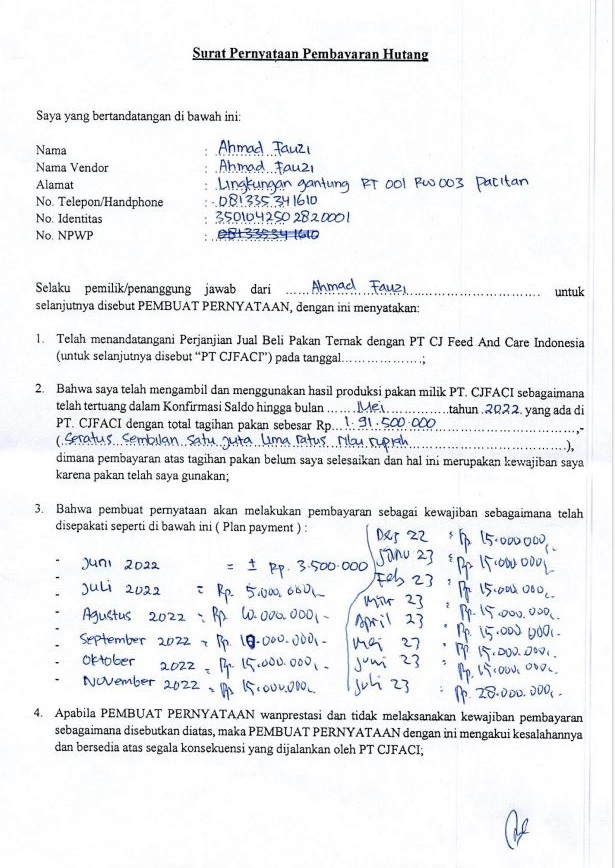 Surat Pernyataan Pembayaran Hutang
Saya yang bertandatangan di bawah ini:
Nama : Ahmad Fauzi
Nama Vendor : Ahmad Fauzi
Alamat : Lingkungan gantung RT 001 RW 003 Pacitan
No. Telepon/Handphone : 081335341610
No. Identitas : 3501042502820001
No. NPWP : 081335341610
Selaku pemilik/penanggung jawab dari ......Ahmad Fauzi............................ untuk
selanjutnya disebut PEMBUAT PERNYATAAN, dengan ini menyatakan:
1. Telah menandatangani Perjanjian Jual Beli Pakan Ternak dengan PT CJ Feed And Care Indonesia
(untuk selanjutnya disebut “PT CJFACI”) pada tanggal....................;
2. Bahwa saya telah mengambil dan menggunakan hasil produksi pakan milik PT. CJFACI sebagaimana
telah tertuang dalam Konfirmasi Saldo hingga bulan ......Mei..............tahun .2022. yang ada di
PT. CJFACI dengan total tagihan pakan sebesar Rp...1.91.500.000..............................,-
(.Seratus Sembilan Satu Juta Lima Ratus Ribu rupiah..............................),
dimana pembayaran atas tagihan pakan belum saya selesaikan dan hal ini merupakan kewajiban saya
karena pakan telah saya gunakan;
3. Bahwa pembuat pernyataan akan melakukan pembayaran sebagai kewajiban sebagaimana telah
disepakati seperti di bawah ini ( Plan payment ) :
- Juni 2022 = ± Rp. 3.500.000
- Juli 2022 = Rp. 5.000.000,-
- Agustus 2022 = Rp 10.000.000,-
- September 2022 = Rp. 10.000.000,-
- Oktober 2022 = Rp. 15.000.000,-
- November 2022 = Rp 15.000.000,-
Des 22 : Rp 15.000.000,-
Janu 23 : Rp 15.000.000,-
Feb 23 : Rp 15.000.000,-
Mar 23 : Rp. 15.000.000,-
April 23 : Rp. 15.000.000,-
Mei 23 : Rp 15.000.000,-
Juni 23 : Rp. 15.000.000,-
Juli 23 : Rp. 28.000.000,-
4. Apabila PEMBUAT PERNYATAAN wanprestasi dan tidak melaksanakan kewajiban pembayaran
sebagaimana disebutkan diatas, maka PEMBUAT PERNYATAAN dengan ini mengakui kesalahannya
dan bersedia atas segala konsekuensi yang dijalankan oleh PT CJFACI;